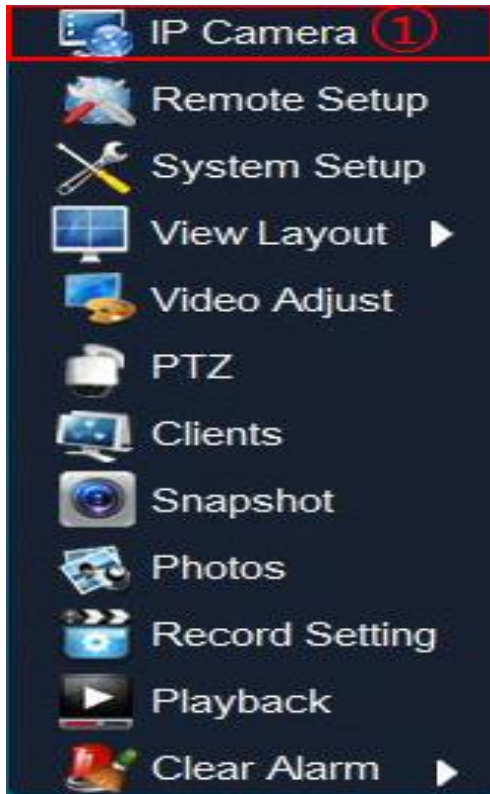 IP Camera ①
Remote Setup
System Setup
View Layout
Video Adjust
PTZ
Clients
Snapshot
Photos
Record Setting
Playback
Clear Alarm